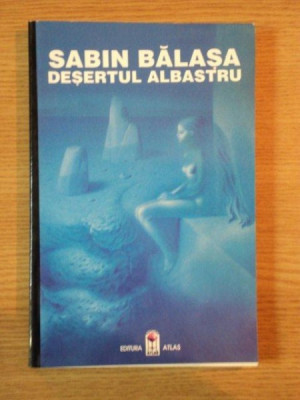 SABIN BĂLAȘA
DEȘERTUL ALBASTRU
EDITURA ATLAS